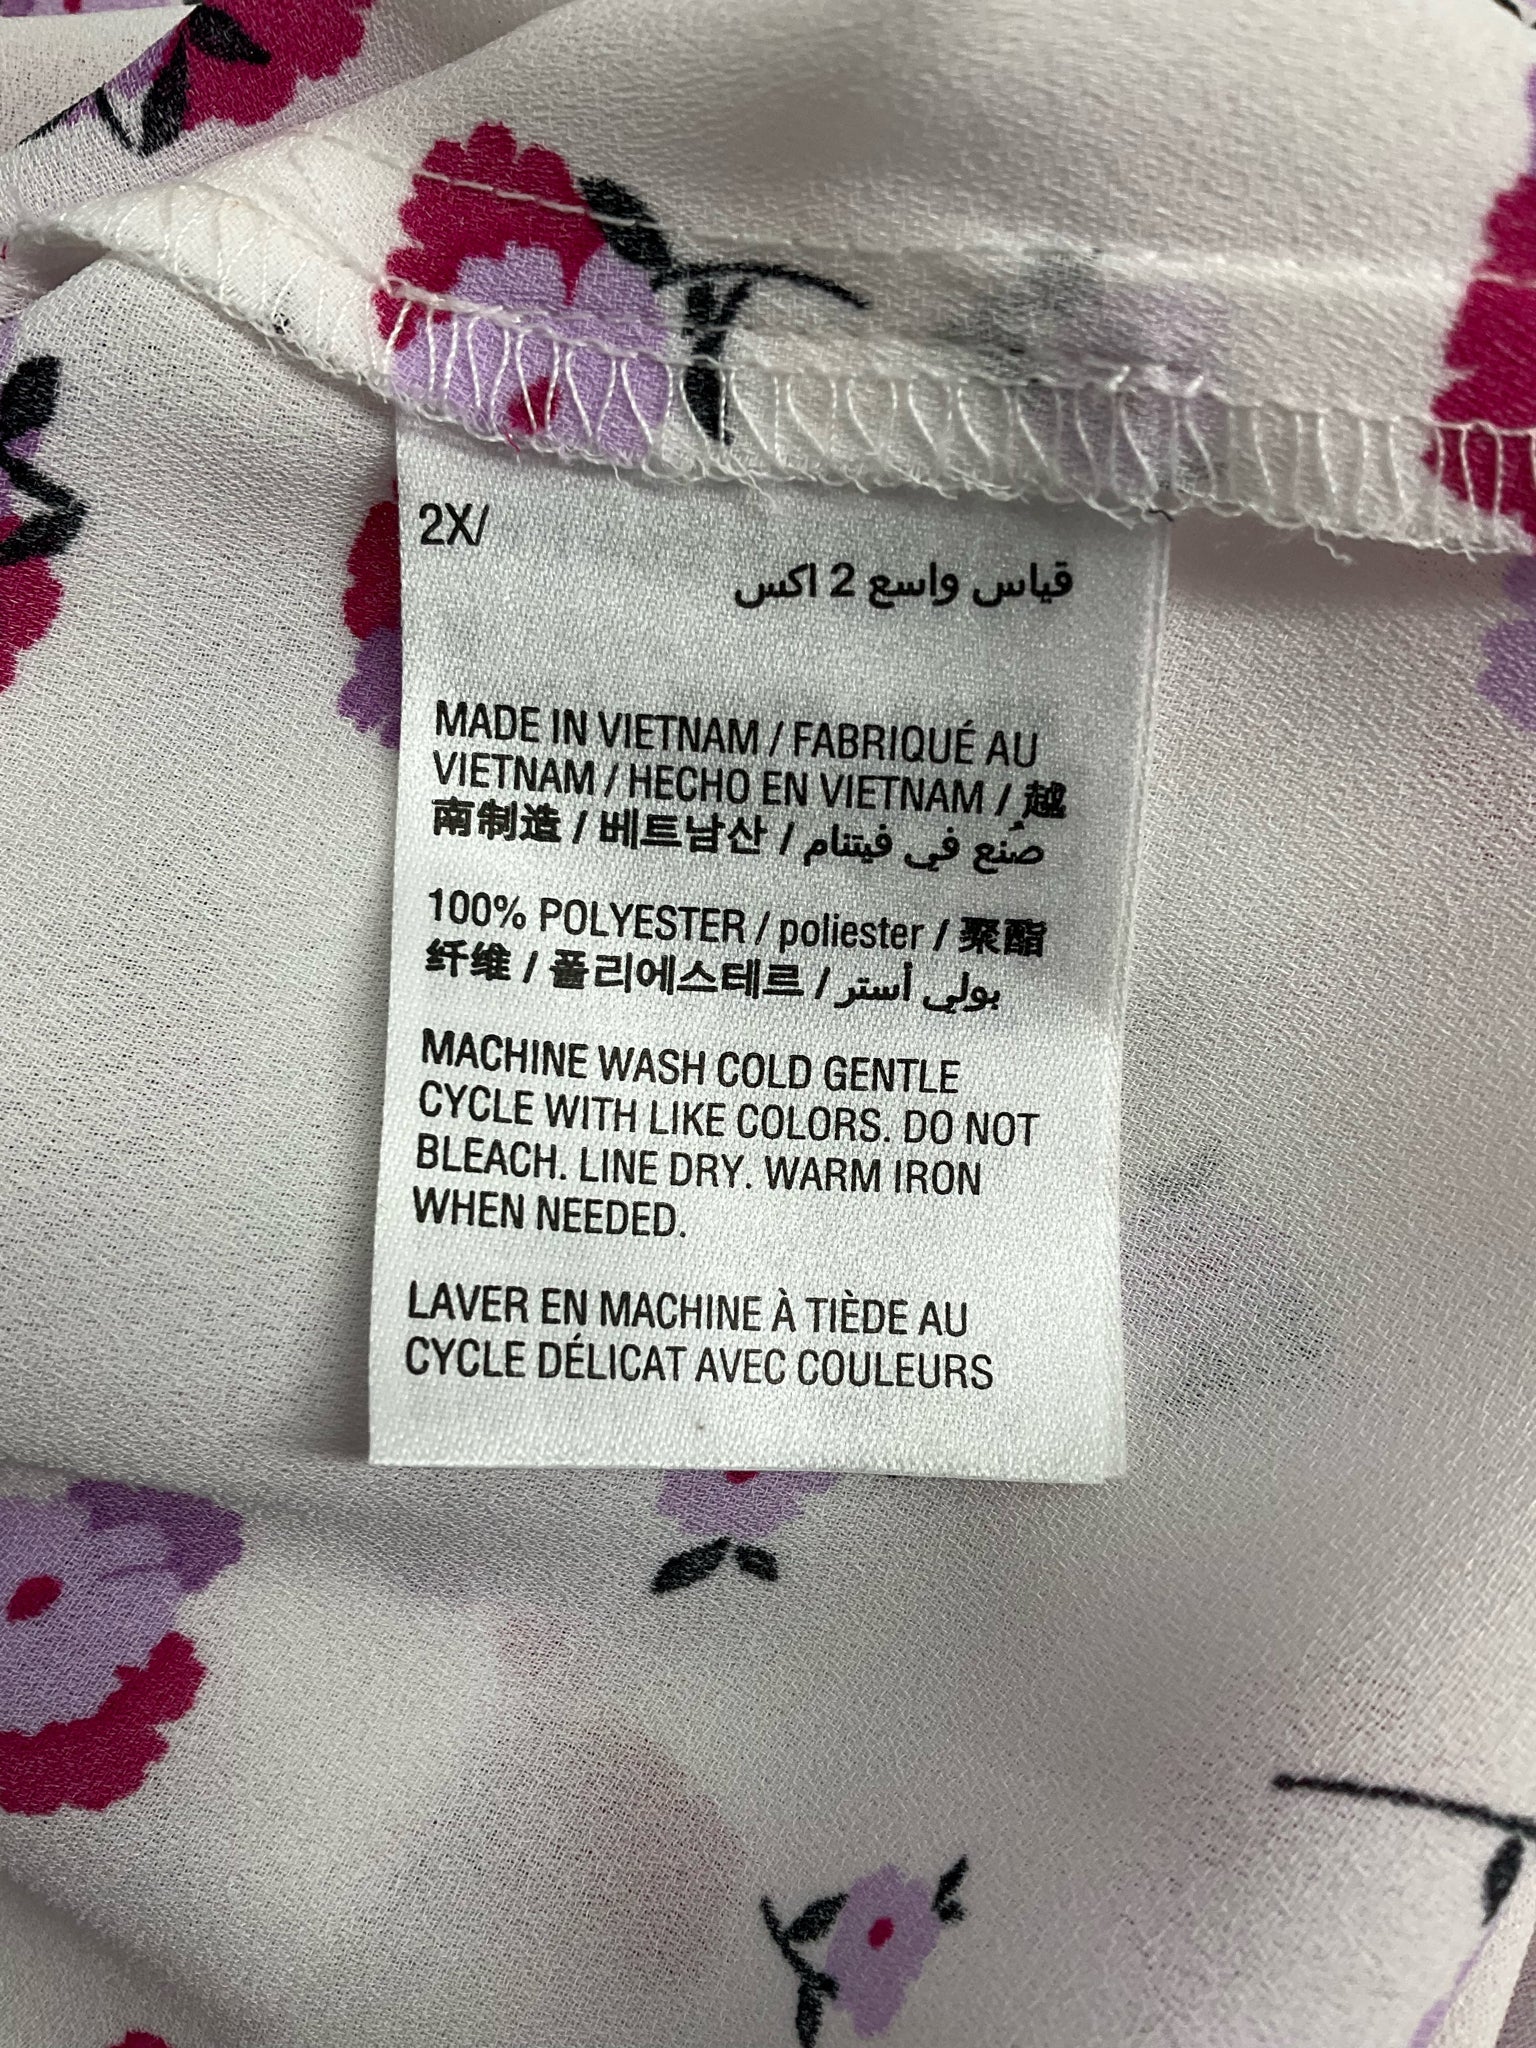 2X/
قياس واسع 2 اكس
MADE IN VIETNAM / FABRIQUÉ AU
VIETNAM / HECHO EN VIETNAM / 越
南制造 / 베트남산 / صُنع في فيتنام
100% POLYESTER / poliester / 聚酯
纤维 / 폴리에스테르 / بولي أستر
MACHINE WASH COLD GENTLE
CYCLE WITH LIKE COLORS. DO NOT
BLEACH. LINE DRY. WARM IRON
WHEN NEEDED.
LAVER EN MACHINE À TIÈDE AU
CYCLE DÉLICAT AVEC COULEURS